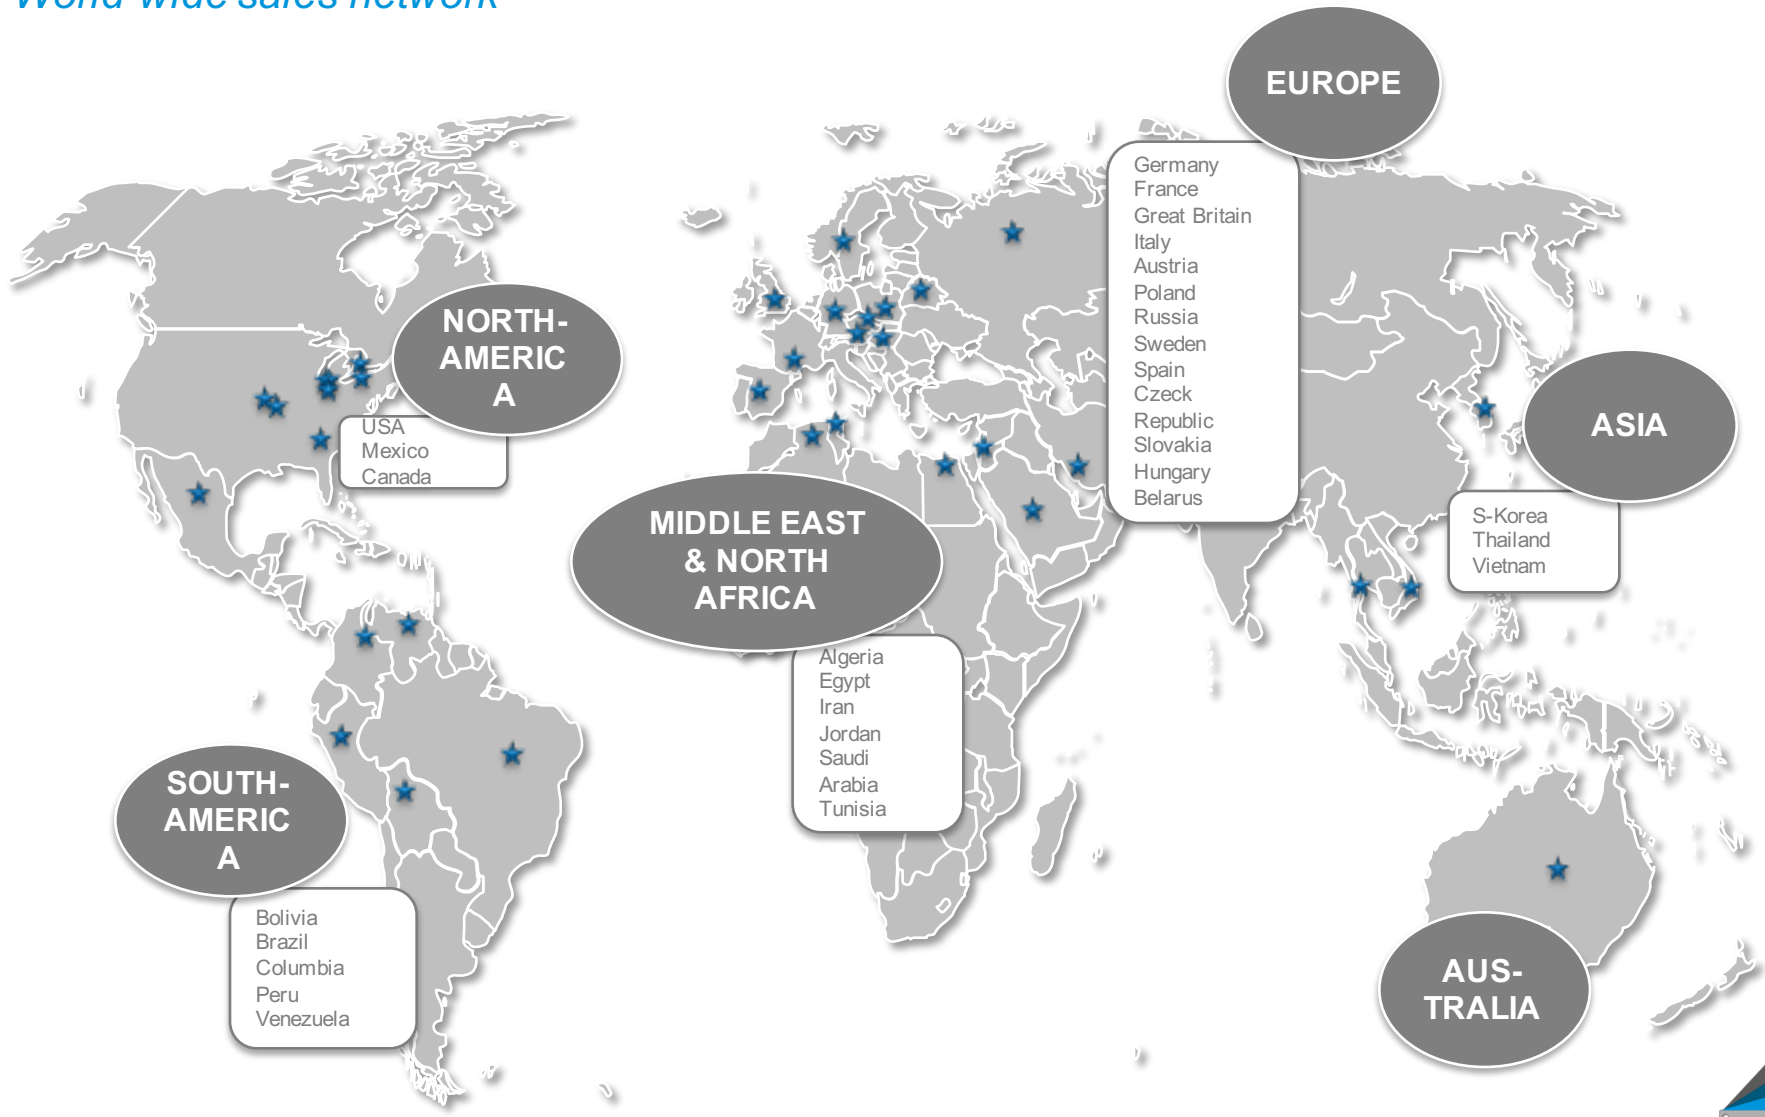 World wide sales network
EUROPE
Germany
France
Great Britain
Italy
Austria
Poland
Russia
Sweden
Spain
Czeck
Republic
Slovakia
Hungary
Belarus
NORTH-
AMERIC
A
USA
Mexico
Canada
ASIA
S-Korea
Thailand
Vietnam
MIDDLE EAST
& NORTH
AFRICA
Algeria
Egypt
Iran
Jordan
Saudi
Arabia
Tunisia
SOUTH-
AMERIC
A
Bolivia
Brazil
Columbia
Peru
Venezuela
AUS-
TRALIA